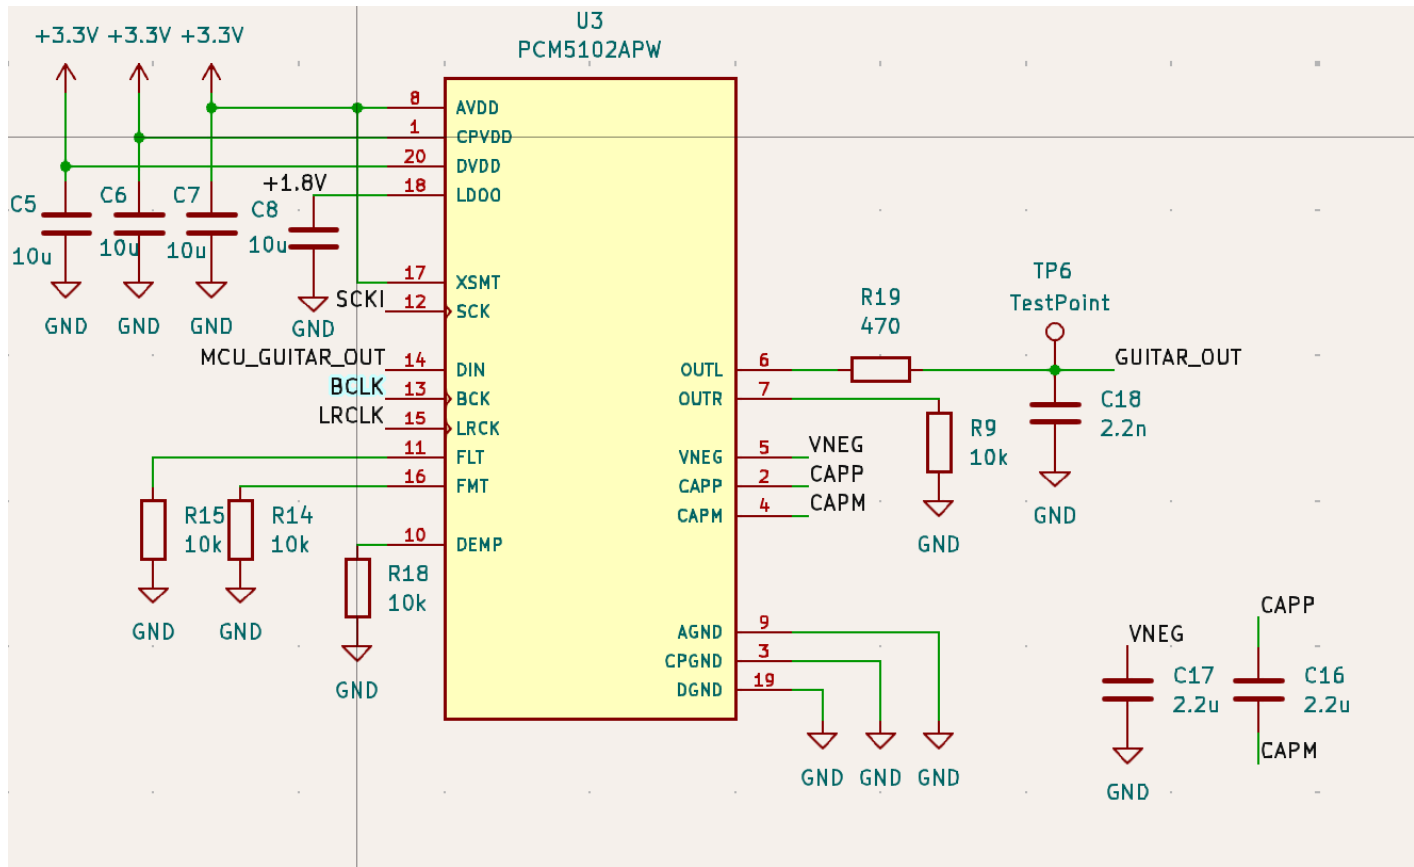 U3
PCM5102APW
+3.3V +3.3V +3.3V
8 AVDD
1 CPVDD
20 DVDD
18 LDOO
+1.8V
C5
10u
C6
10u
C7
10u
C8
10u
GND
GND
GND
GND
17 XSMT
SCKI 12 SCK
MCU_GUITAR_OUT 14 DIN
BCLK 13 BCK
LRCLK 15 LRCK
11 FLT
16 FMT
10 DEMP
R15
10k
GND
R14
10k
GND
R18
10k
GND
OUTL 6
OUTR 7
VNEG 5 VNEG
CAPP 2 CAPP
CAPM 4 CAPM
AGND 9
CPGND 3
DGND 19
GND GND GND
R19
470
TP6
TestPoint
GUITAR_OUT
C18
2.2n
GND
R9
10k
GND
VNEG
C17
2.2u
GND
CAPP
C16
2.2u
CAPM